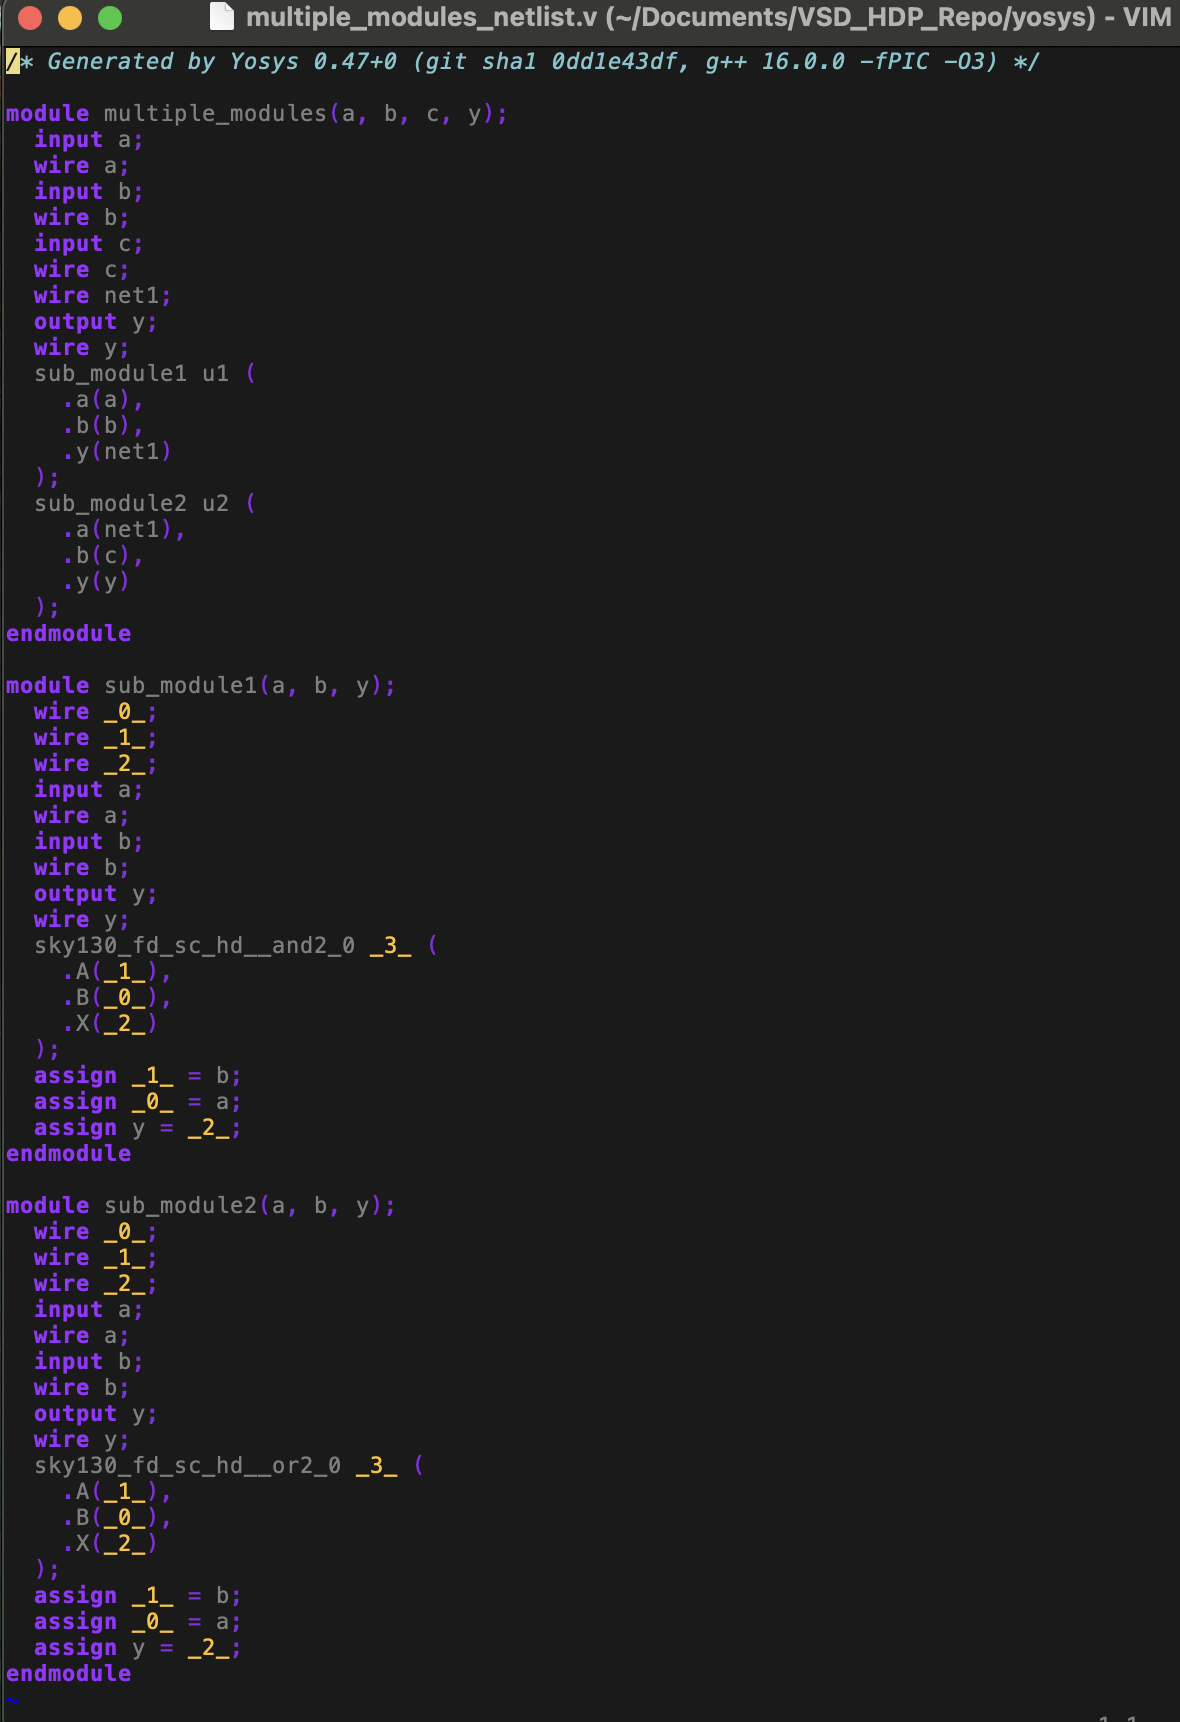 multiple_modules_netlist.v (~/Documents/VSD_HDP_Repo/yosys) - VIM
/* Generated by Yosys 0.47+0 (git sha1 0dd1e43df, g++ 16.0.0 -fPIC -O3) */

module multiple_modules(a, b, c, y);
  input a;
  wire a;
  input b;
  wire b;
  input c;
  wire c;
  wire net1;
  output y;
  wire y;
  sub_module1 u1 (
    .a(a),
    .b(b),
    .y(net1)
  );
  sub_module2 u2 (
    .a(net1),
    .b(c),
    .y(y)
  );
endmodule

module sub_module1(a, b, y);
  wire _0_;
  wire _1_;
  wire _2_;
  input a;
  wire a;
  input b;
  wire b;
  output y;
  wire y;
  sky130_fd_sc_hd__and2_0 _3_ (
    .A(_1_),
    .B(_0_),
    .X(_2_)
  );
  assign _1_ = b;
  assign _0_ = a;
  assign y = _2_;
endmodule

module sub_module2(a, b, y);
  wire _0_;
  wire _1_;
  wire _2_;
  input a;
  wire a;
  input b;
  wire b;
  output y;
  wire y;
  sky130_fd_sc_hd__or2_0 _3_ (
    .A(_1_),
    .B(_0_),
    .X(_2_)
  );
  assign _1_ = b;
  assign _0_ = a;
  assign y = _2_;
endmodule
~